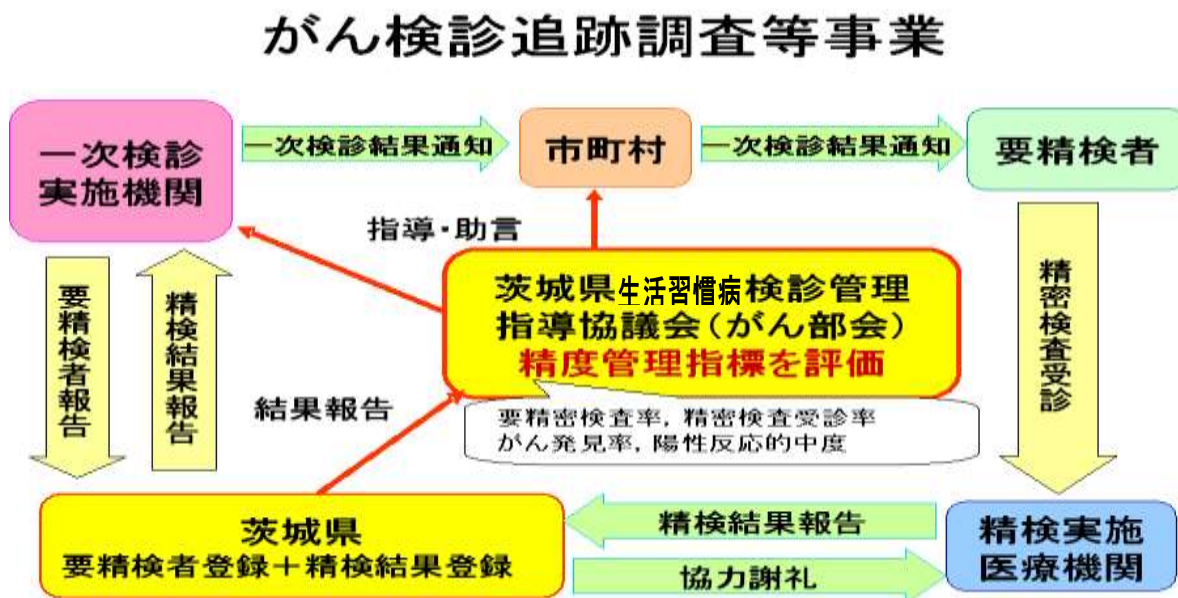 がん検診追跡調査等事業
一次検診
実施機関
一次検診結果通知
市町村
一次検診結果通知
要精検者
指導・助言
要精検者報告
精検結果報告
茨城県生活習慣病検診管理
指導協議会(がん部会)
精度管理指標を評価
精密検査受診
結果報告
要精密検査率,精密検査受診率
がん発見率,陽性反応的中度
茨城県
要精検者登録+精検結果登録
精検結果報告
協力謝礼
精検実施
医療機関